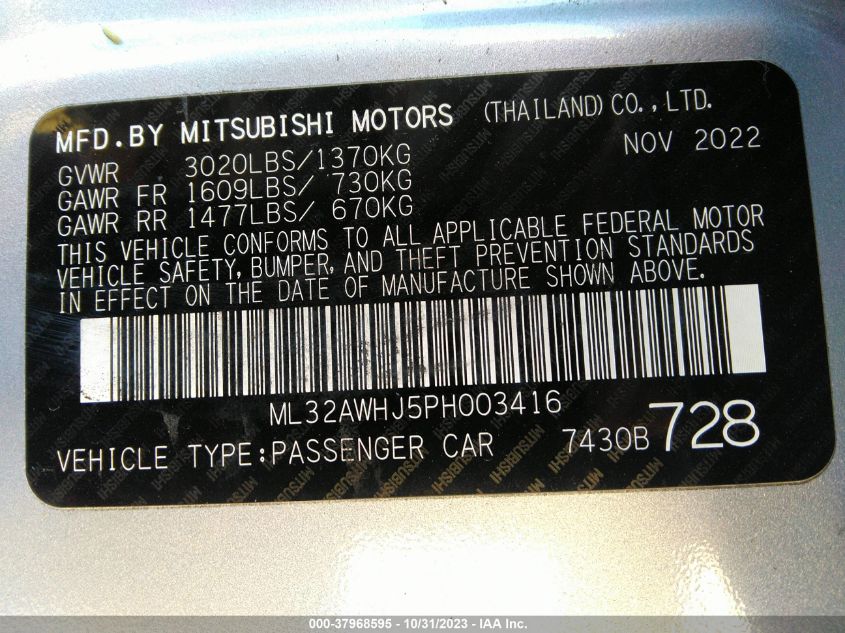 MFD.BY MITSUBISHI MOTORS (THAILAND) CO.,LTD.
GVWR 3020LBS/1370KG NOV 2022
GAWR FR 1609LBS/ 730KG
GAWR RR 1477LBS/ 670KG
THIS VEHICLE CONFORMS TO ALL APPLICABLE FEDERAL MOTOR
VEHICLE SAFETY, BUMPER, AND THEFT PREVENTION STANDARDS
IN EFFECT ON THE DATE OF MANUFACTURE SHOWN ABOVE.
ML32AWHJ5PH003416
VEHICLE TYPE:PASSENGER CAR 7430B 728
000-37968595 - 10/31/2023 - IAA Inc.